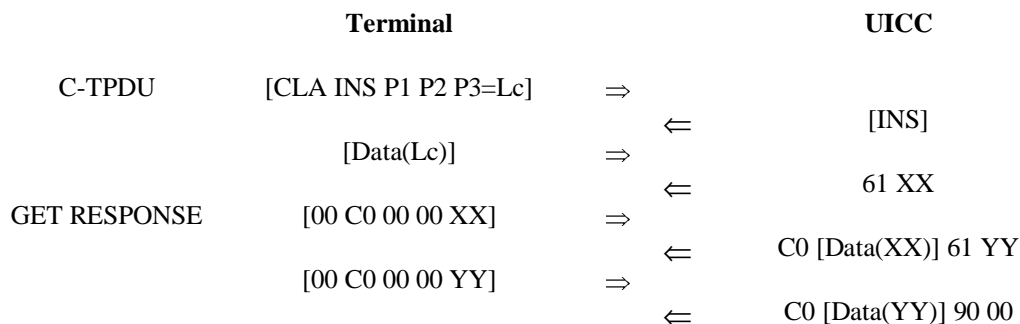 Terminal UICC
C-TPDU [CLA INS P1 P2 P3=Lc] ⇒
⇐ [INS]
[Data(Lc)] ⇒
⇐ 61 XX
GET RESPONSE [00 C0 00 00 XX] ⇒
⇐ C0 [Data(XX)] 61 YY
[00 C0 00 00 YY] ⇒
⇐ C0 [Data(YY)] 90 00